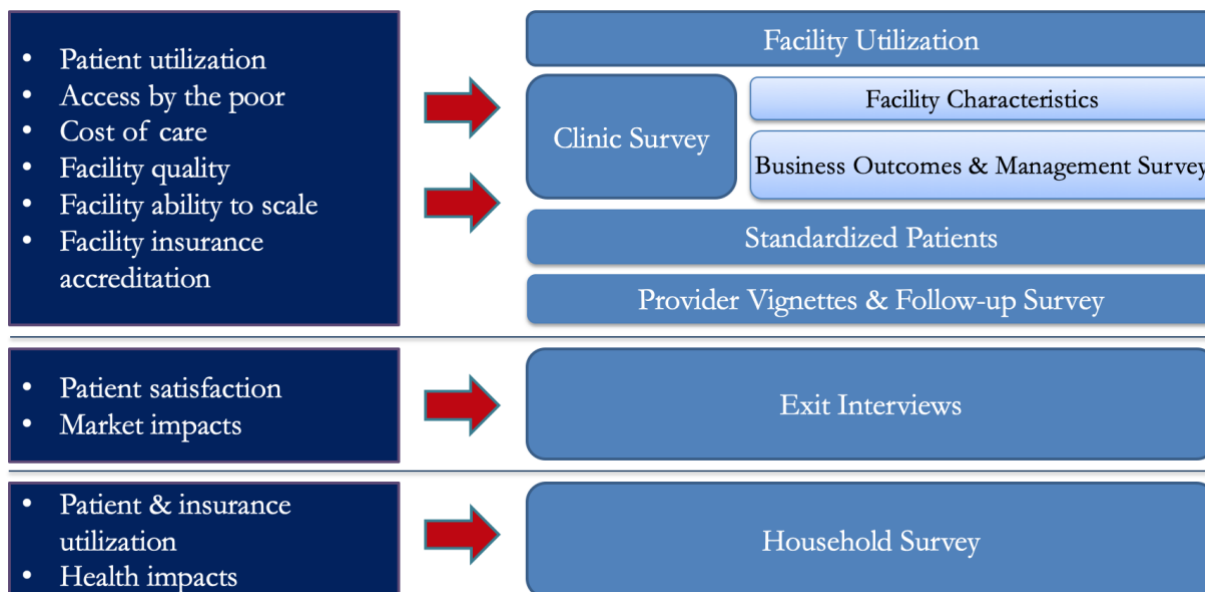 • Patient utilization
• Access by the poor
• Cost of care
• Facility quality
• Facility ability to scale
• Facility insurance
accreditation
Facility Utilization
Clinic Survey
Facility Characteristics
Business Outcomes & Management Survey
Standardized Patients
Provider Vignettes & Follow-up Survey
• Patient satisfaction
• Market impacts
Exit Interviews
• Patient & insurance
utilization
• Health impacts
Household Survey